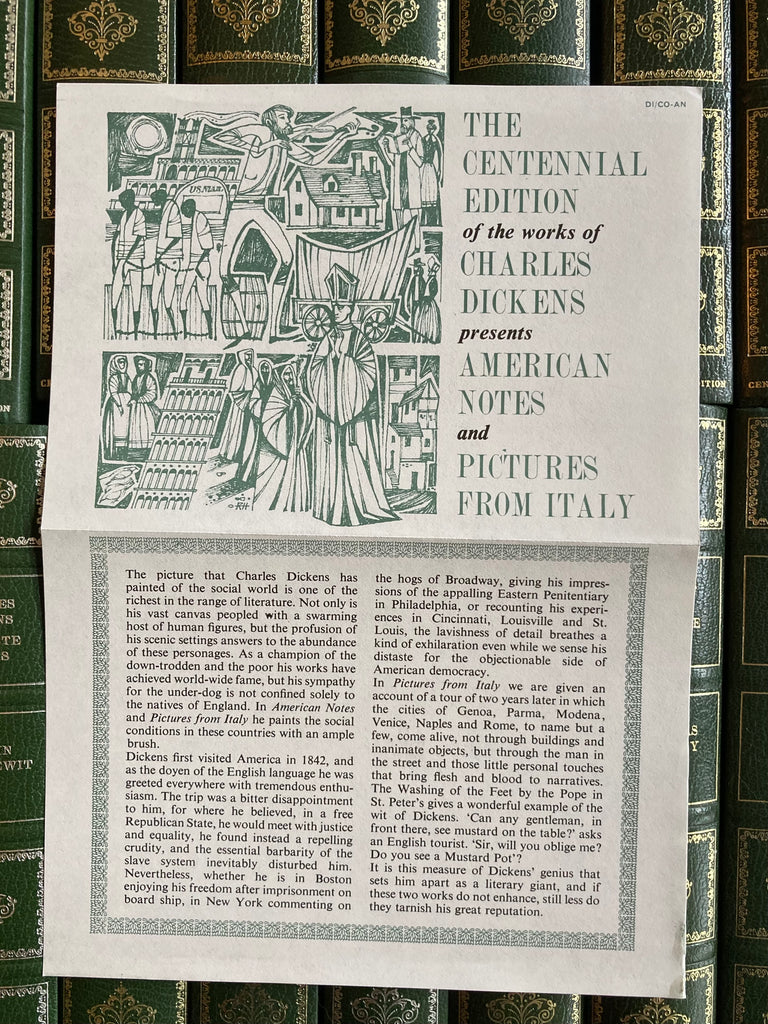 DI/CO-AN
THE
CENTENNIAL
EDITION
of the works of
CHARLES
DICKENS
presents
AMERICAN
NOTES
and
PICTURES
FROM ITALY
U.S. MAIL
RH
The picture that Charles Dickens has
painted of the social world is one of the
richest in the range of literature. Not only is
his vast canvas peopled with a swarming
host of human figures, but the profusion of
his scenic settings answers to the abundance
of these personages. As a champion of the
down-trodden and the poor his works have
achieved world-wide fame, but his sympathy
for the under-dog is not confined solely to
the natives of England. In American Notes
and Pictures from Italy he paints the social
conditions in these countries with an ample
brush.
Dickens first visited America in 1842, and
as the doyen of the English language he was
greeted everywhere with tremendous enthu-
siasm. The trip was a bitter disappointment
to him, for where he believed, in a free
Republican State, he would meet with justice
and equality, he found instead a repelling
crudity, and the essential barbarity of the
slave system inevitably disturbed him.
Nevertheless, whether he is in Boston
enjoying his freedom after imprisonment on
board ship, in New York commenting on
the hogs of Broadway, giving his impres-
sions of the appalling Eastern Penitentiary
in Philadelphia, or recounting his experi-
ences in Cincinnati, Louisville and St.
Louis, the lavishness of detail breathes a
kind of exhilaration even while we sense his
distaste for the objectionable side of
American democracy.
In Pictures from Italy we are given an
account of a tour of two years later in which
the cities of Genoa, Parma, Modena,
Venice, Naples and Rome, to name but a
few, come alive, not through buildings and
inanimate objects, but through the man in
the street and those little personal touches
that bring flesh and blood to narratives.
The Washing of the Feet by the Pope in
St. Peter's gives a wonderful example of the
wit of Dickens. 'Can any gentleman, in
front there, see mustard on the table?' asks
an English tourist. 'Sir, will you oblige me?
Do you see a Mustard Pot'?
It is this measure of Dickens' genius that
sets him apart as a literary giant, and if
these two works do not enhance, still less do
they tarnish his great reputation.